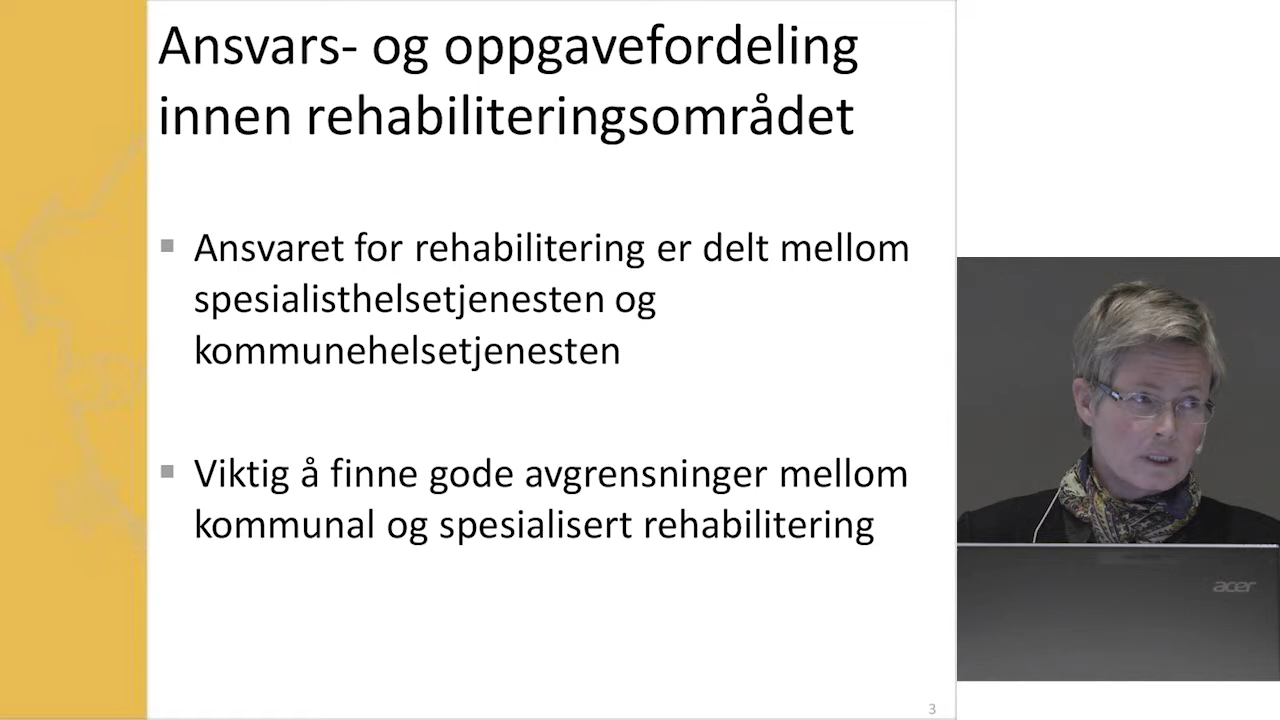 Ansvars- og oppgavefordeling
innen rehabiliteringsområdet
▪ Ansvaret for rehabilitering er delt mellom
spesialisthelsetjenesten og
kommunehelsetjenesten
▪ Viktig å finne gode avgrensninger mellom
kommunal og spesialisert rehabilitering
3
acer